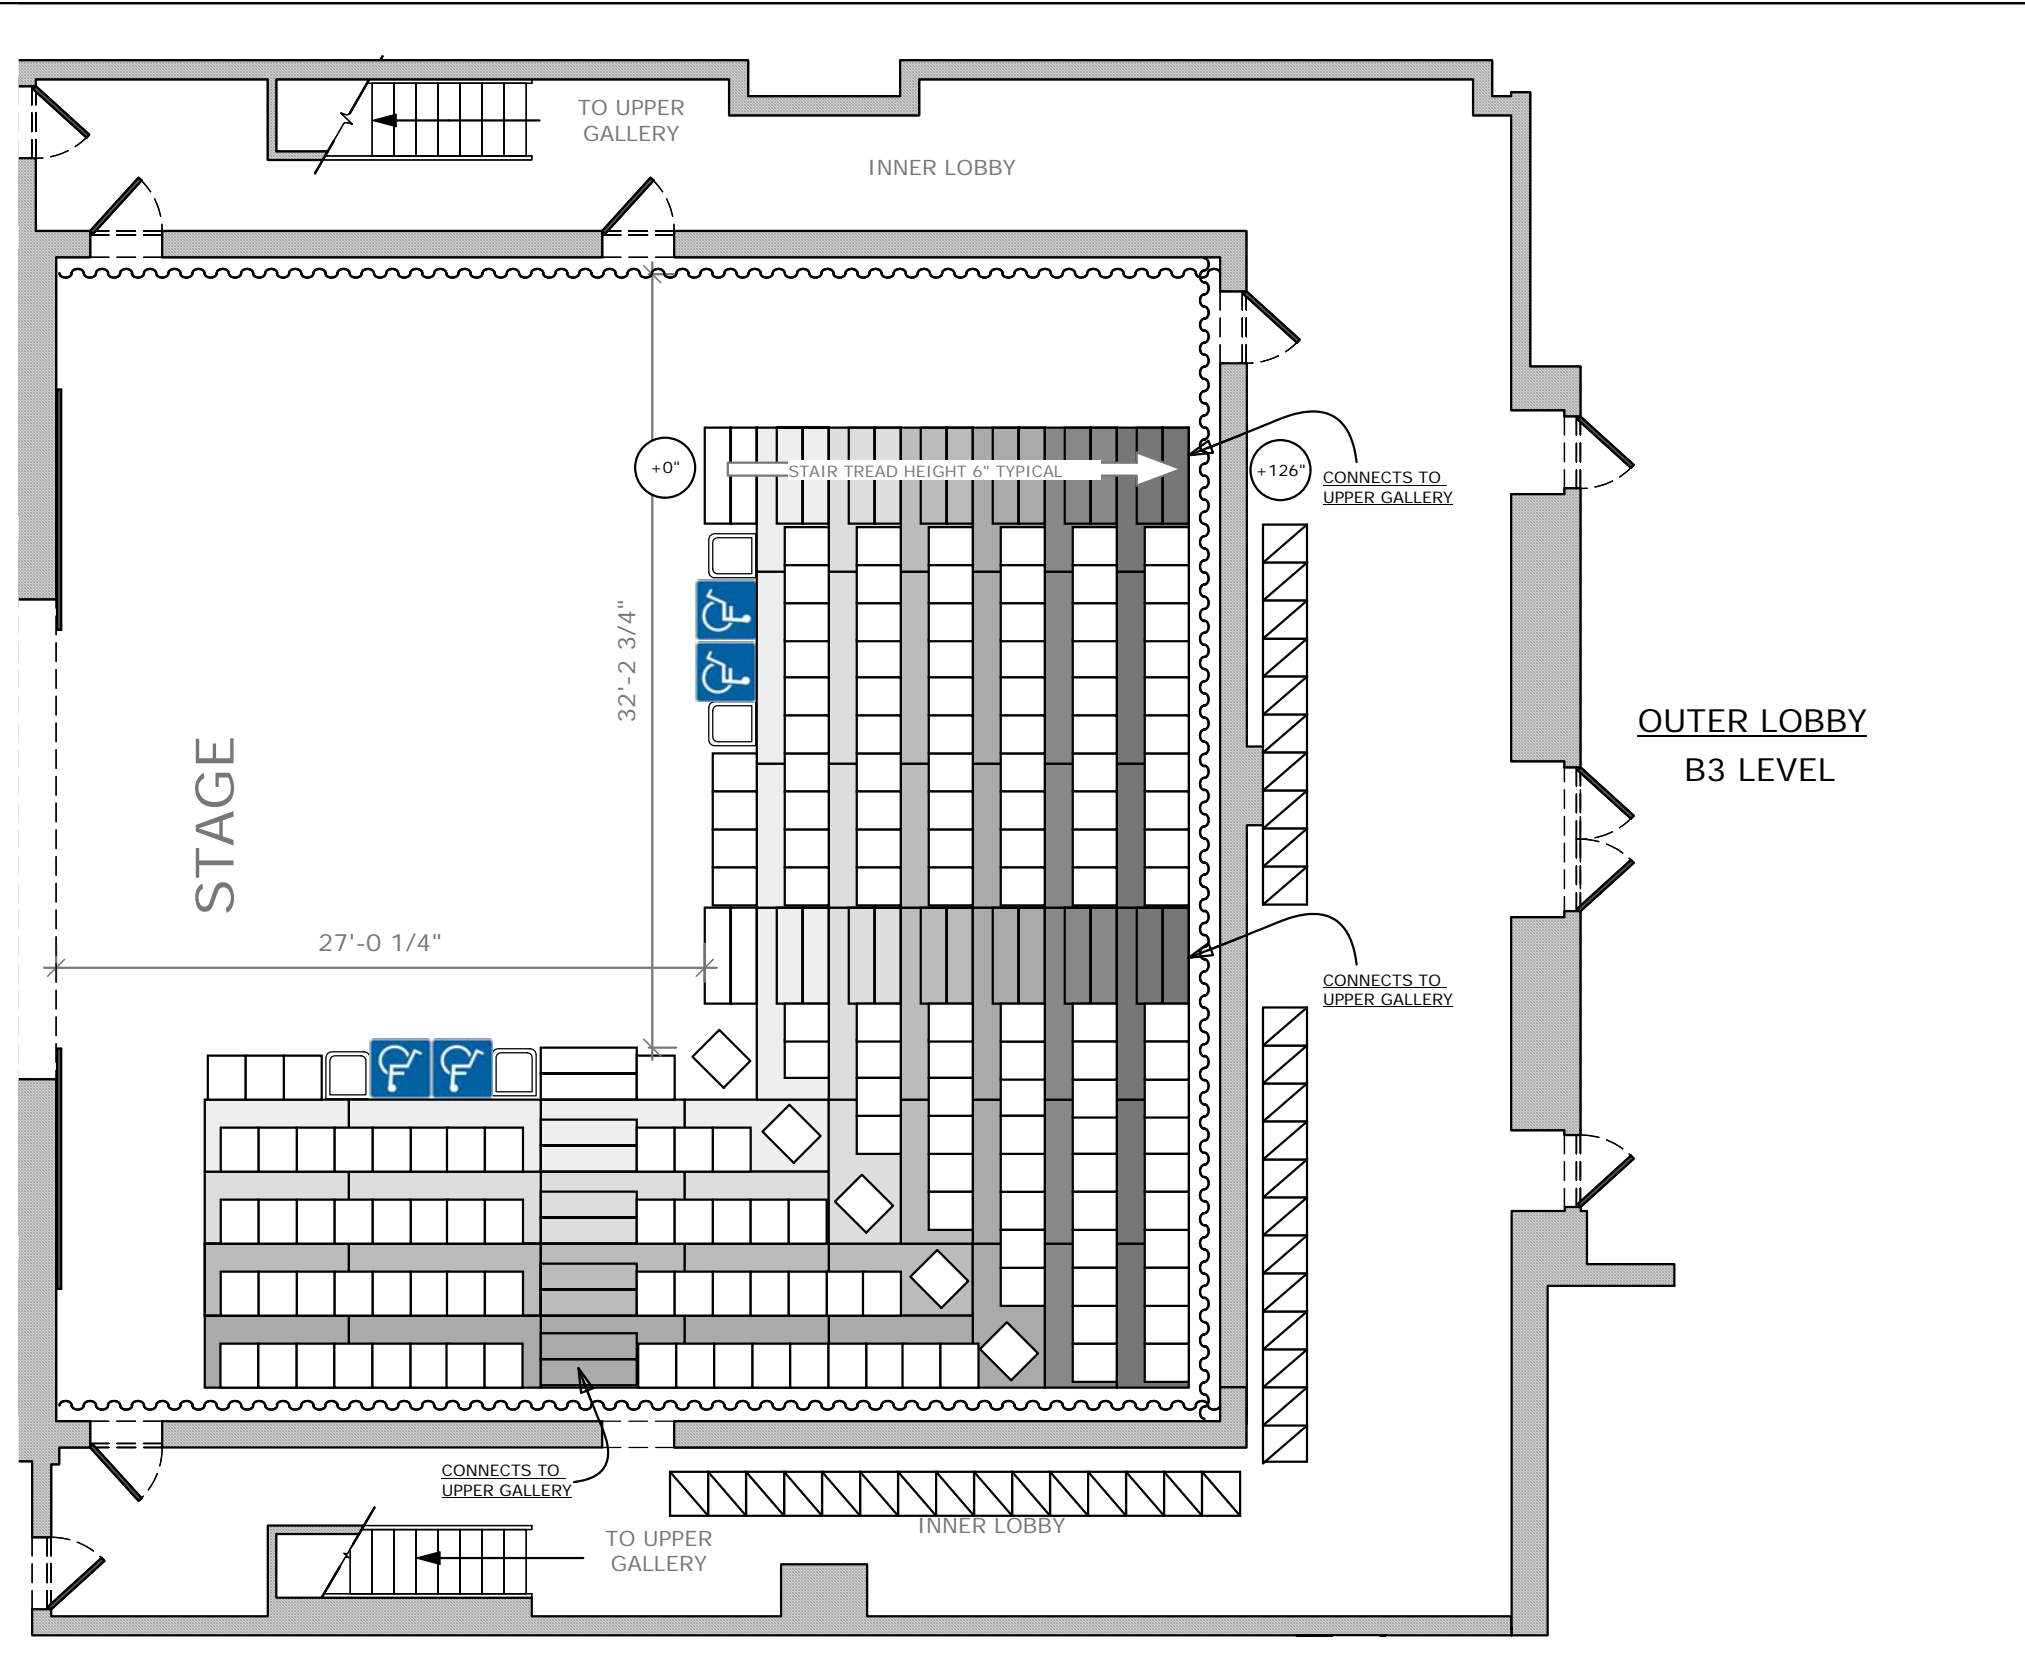 TO UPPER
GALLERY
INNER LOBBY
+0"
STAIR TREAD HEIGHT 6" TYPICAL
+126"
CONNECTS TO
UPPER GALLERY
32'-2 3/4"
OUTER LOBBY
B3 LEVEL
STAGE
27'-0 1/4"
CONNECTS TO
UPPER GALLERY
CONNECTS TO
UPPER GALLERY
INNER LOBBY
TO UPPER
GALLERY